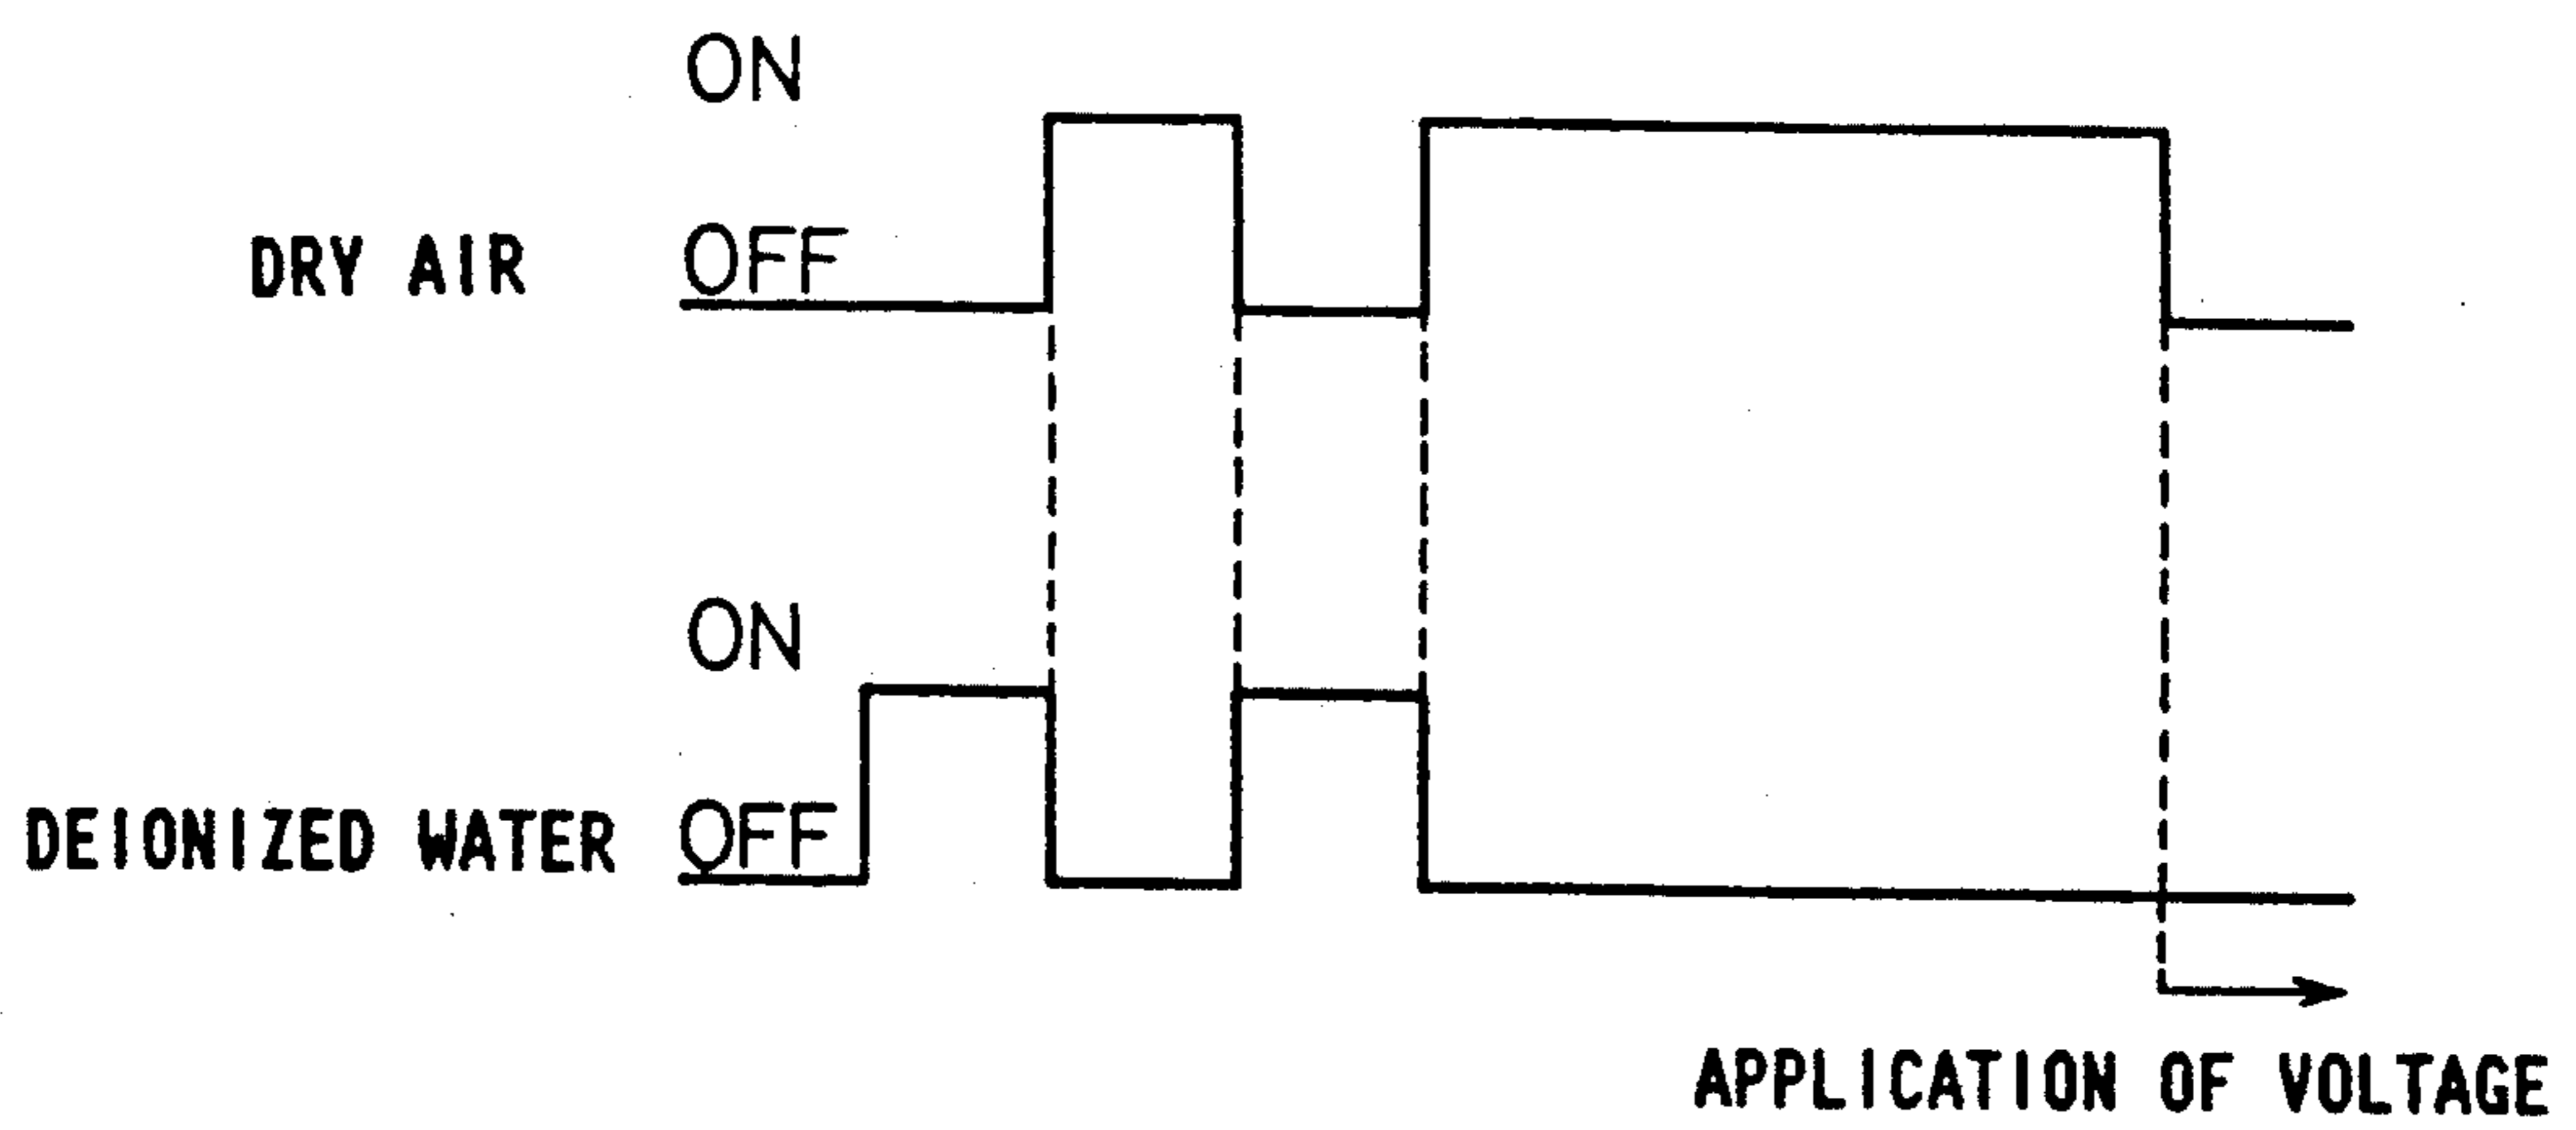 ON
DRY AIR OFF
ON
DEIONIZED WATER OFF
APPLICATION OF VOLTAGE